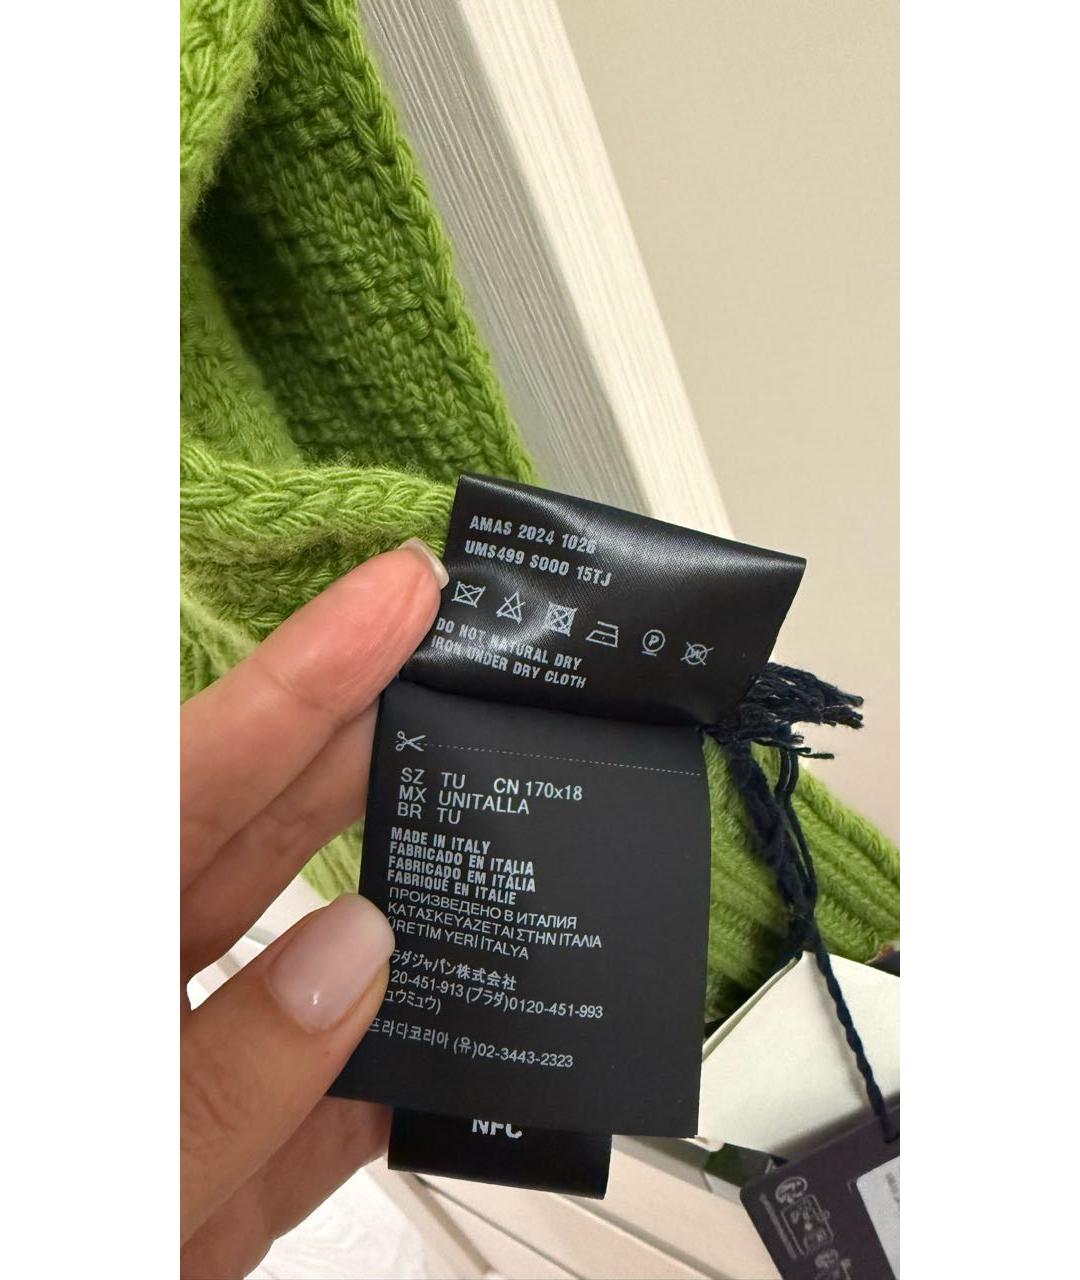 AMAS 2024 1026
UMS499 S000 15TJ
P
DO NOT NATURAL DRY
IRON UNDER DRY CLOTH
SZ TU CN 170x18
MX UNITALLA
BR TU
MADE IN ITALY
FABRICADO EN ITALIA
FABRICADO EM ITÁLIA
FABRIQUÉ EN ITALIE
ПРОИЗВЕДЕНО В ИТАЛИЯ
ΚΑΤΑΣΚΕΥΑΖΕΤΑΙ ΣΤΗΝ ΙΤΑΛΙΑ
ÜRETİM YERİ İTALYA
ラダジャパン株式会社
20-451-913 (プラダ)0120-451-993
ュウミュウ)
프라다코리아 (유)02-3443-2323
NFC